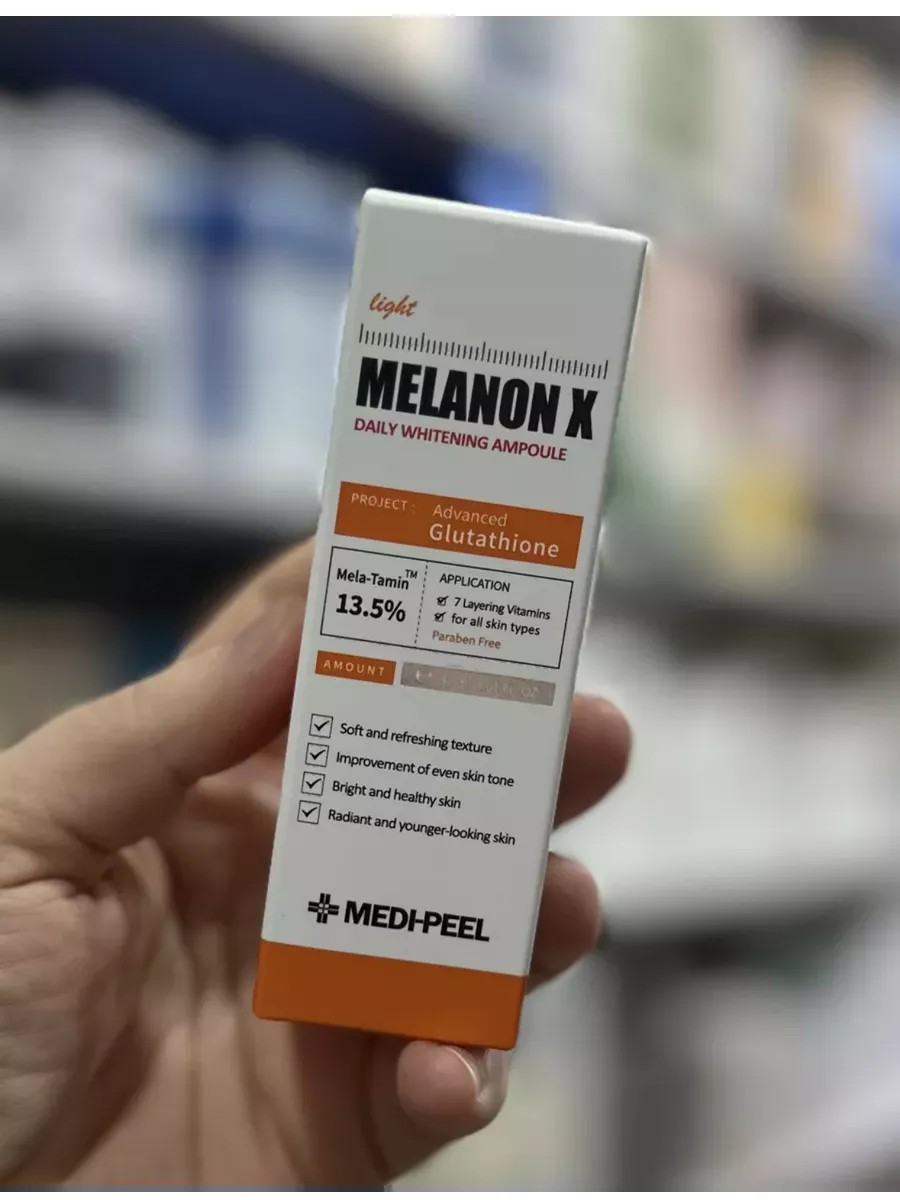 light
MELANON X
DAILY WHITENING AMPOULE
PROJECT : Advanced
Glutathione
Mela-Tamin™
13.5%
APPLICATION
7 Layering Vitamins
for all skin types
Paraben Free
AMOUNT
Soft and refreshing texture
Improvement of even skin tone
Bright and healthy skin
Radiant and younger-looking skin
MEDI-PEEL